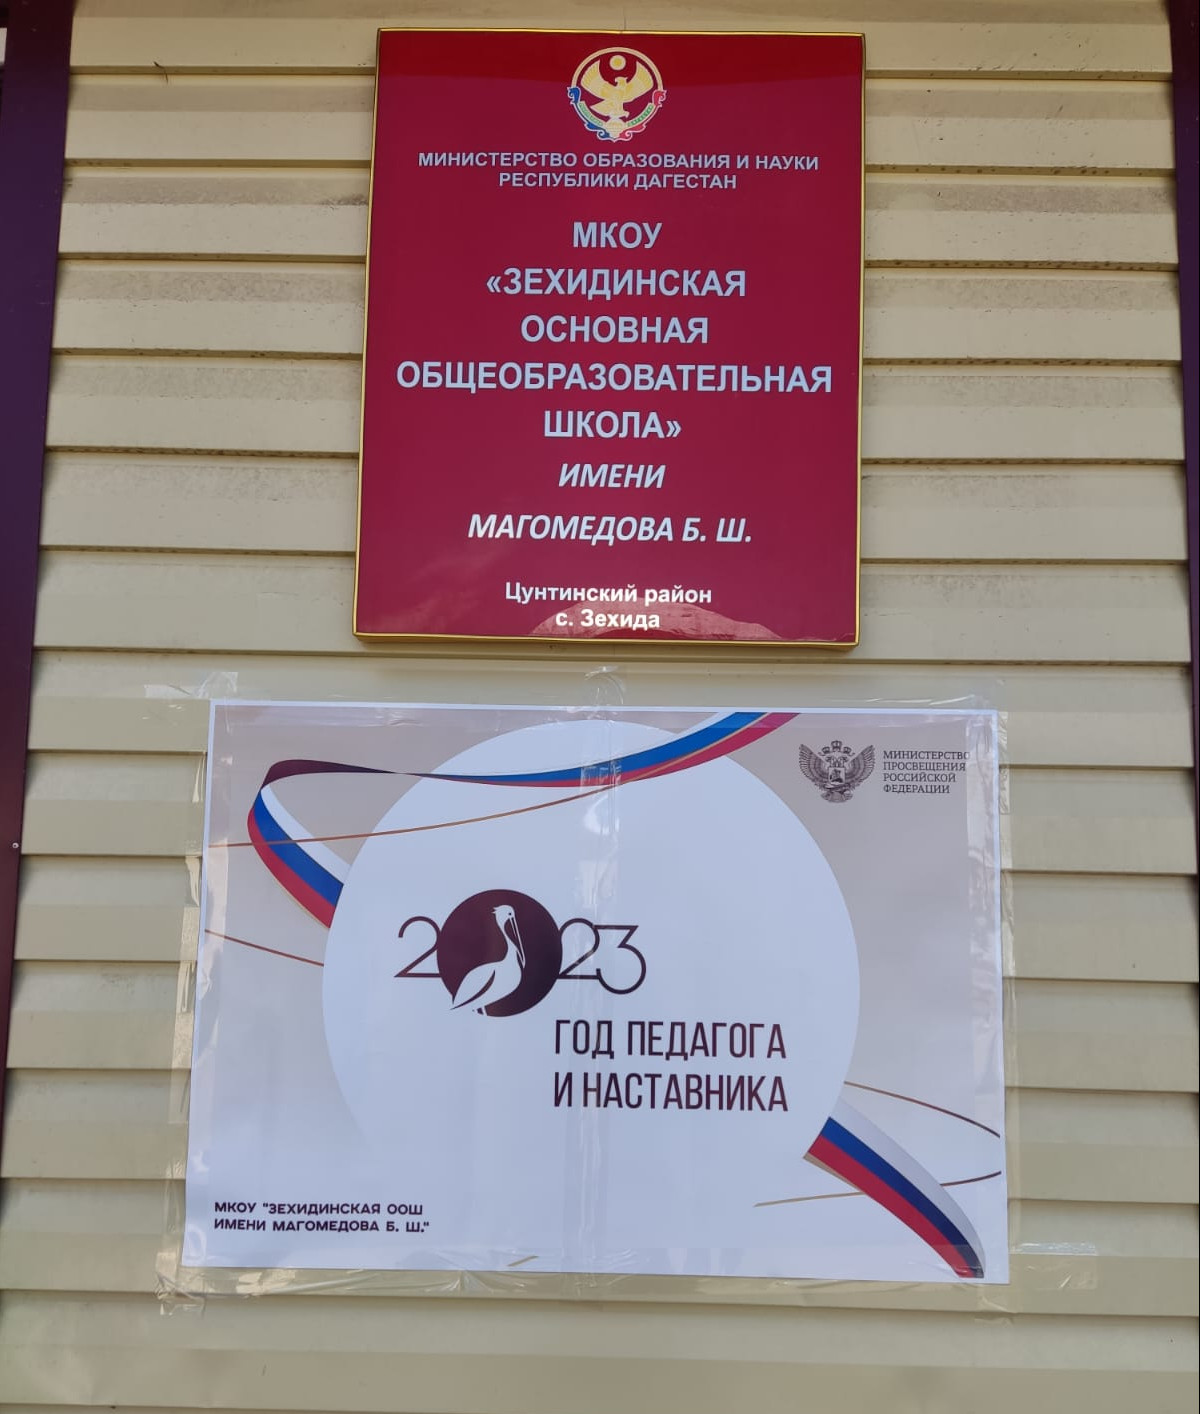 МИНИСТЕРСТВО ОБРАЗОВАНИЯ И НАУКИ
РЕСПУБЛИКИ ДАГЕСТАН
МКОУ
«ЗЕХИДИНСКАЯ
ОСНОВНАЯ
ОБЩЕОБРАЗОВАТЕЛЬНАЯ
ШКОЛА»
ИМЕНИ
МАГОМЕДОВА Б. Ш.
Цунтинский район
с. Зехида
МИНИСТЕРСТВО
ПРОСВЕЩЕНИЯ
РОССИЙСКОЙ
ФЕДЕРАЦИИ
2023
ГОД ПЕДАГОГА
И НАСТАВНИКА
МКОУ "ЗЕХИДИНСКАЯ ООШ
ИМЕНИ МАГОМЕДОВА Б. Ш."